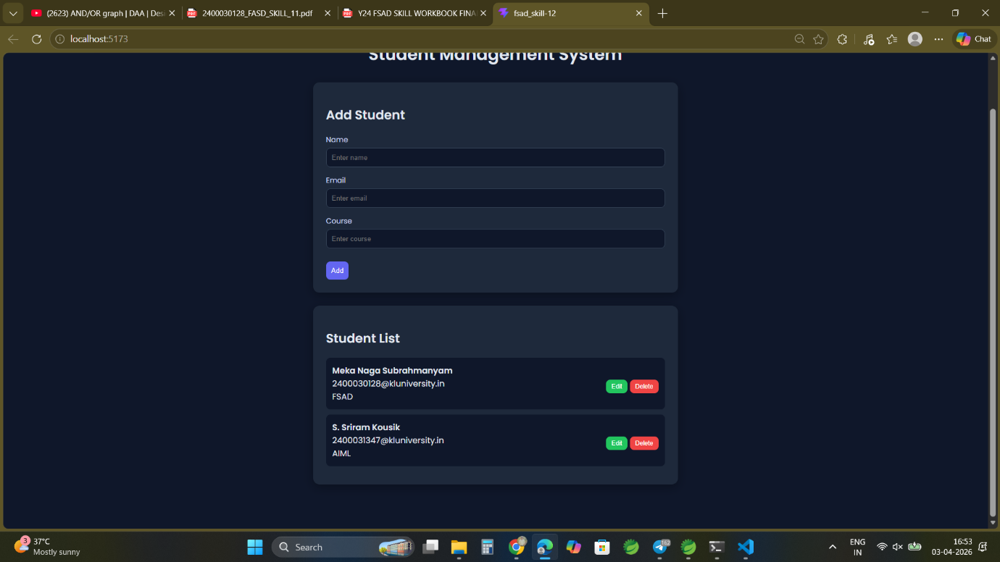 (2623) AND/OR graph | DAA | Des
2400030128_FASD_SKILL_11.pdf
Y24 FSAD SKILL WORKBOOK FINA
fsad_skill-12
localhost:5173
Chat
Student Management System
Add Student
Name
Enter name
Email
Enter email
Course
Enter course
Add
Student List
Meka Naga Subrahmanyam
2400030128@kluniversity.in
FSAD
Edit
Delete
S. Sriram Kousik
2400031347@kluniversity.in
AIML
Edit
Delete
3
37°C
Mostly sunny
Search
162
ENG
IN
16:53
03-04-2026